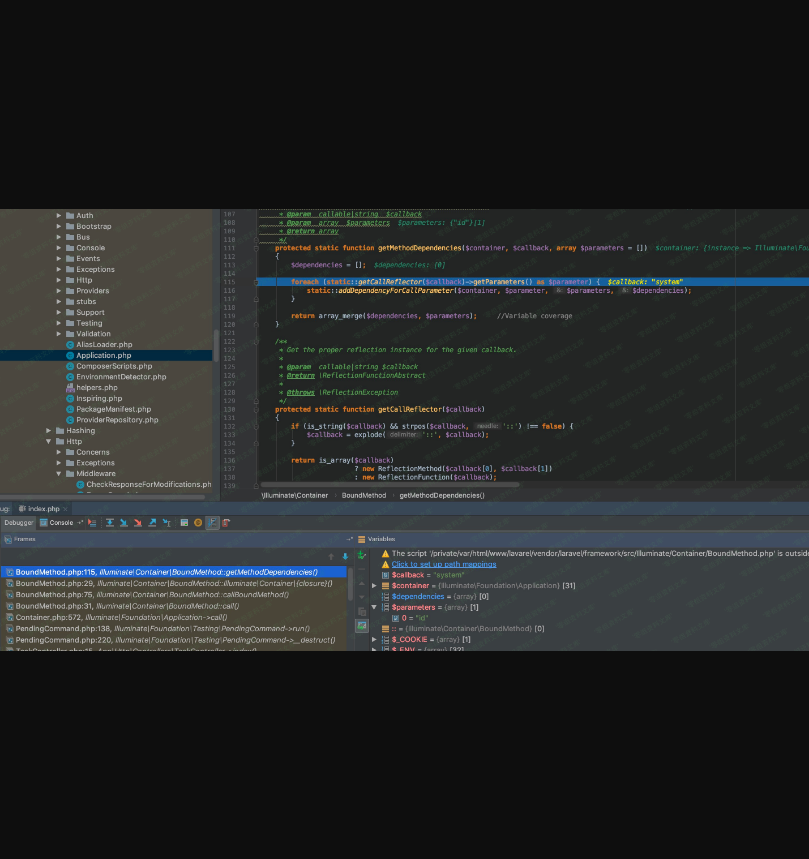 Auth
Bootstrap
Bus
Console
Events
Exceptions
Http
Providers
stubs
Support
Testing
Validation
AliasLoader.php
Application.php
ComposerScripts.php
EnvironmentDetector.php
helpers.php
Inspiring.php
PackageManifest.php
ProviderRepository.php
Hashing
Http
Concerns
Exceptions
Middleware
CheckResponseForModifications.ph
107 * @param callable|string $callback
108 * @param array $parameters $parameters: {"id"}[1]
109 * @return array
110 */
111 protected static function getMethodDependencies($container, $callback, array $parameters = []) $container: {instance => Illuminate\Fou
112 {
113 $dependencies = []; $dependencies: [0]
114
115 foreach (static::getCallReflector($callback)->getParameters() as $parameter) { $callback: "system"
116 static::addDependencyForCallParameter($container, $parameter, $parameters, $dependencies);
117 }
118
119 return array_merge($dependencies, $parameters); //Variable coverage
120 }
121
122 /**
123 * Get the proper reflection instance for the given callback.
124 *
125 * @param callable|string $callback
126 * @return \ReflectionFunctionAbstract
127 *
128 * @throws \ReflectionException
129 */
130 protected static function getCallReflector($callback)
131 {
132 if (is_string($callback) && strpos($callback, needle: '::') !== false) {
133 $callback = explode( delimiter: '::', $callback);
134 }
135
136 return is_array($callback)
137 ? new ReflectionMethod($callback[0], $callback[1])
138 : new ReflectionFunction($callback);
139
\Illuminate\Container › BoundMethod › getMethodDependencies()
ug: index.php ×
Debugger Console
Frames
BoundMethod.php:115, Illuminate\Container\BoundMethod::getMethodDependencies()
BoundMethod.php:29, Illuminate\Container\BoundMethod::Illuminate\Container\{closure}()
BoundMethod.php:75, Illuminate\Container\BoundMethod::callBoundMethod()
BoundMethod.php:31, Illuminate\Container\BoundMethod::call()
Container.php:572, Illuminate\Foundation\Application->call()
PendingCommand.php:136, Illuminate\Foundation\Testing\PendingCommand->run()
PendingCommand.php:220, Illuminate\Foundation\Testing\PendingCommand->__destruct()
Variables
The script '/private/var/html/www/lavarel/vendor/laravel/framework/src/Illuminate/Container/BoundMethod.php' is outside
Click to set up path mappings
$callback = "system"
$container = {Illuminate\Foundation\Application} [31]
$dependencies = {array} [0]
$parameters = {array} [1]
0 = "id"
:: = {Illuminate\Container\BoundMethod} [0]
$_COOKIE = {array} [1]
$_ENV = {array} [32]